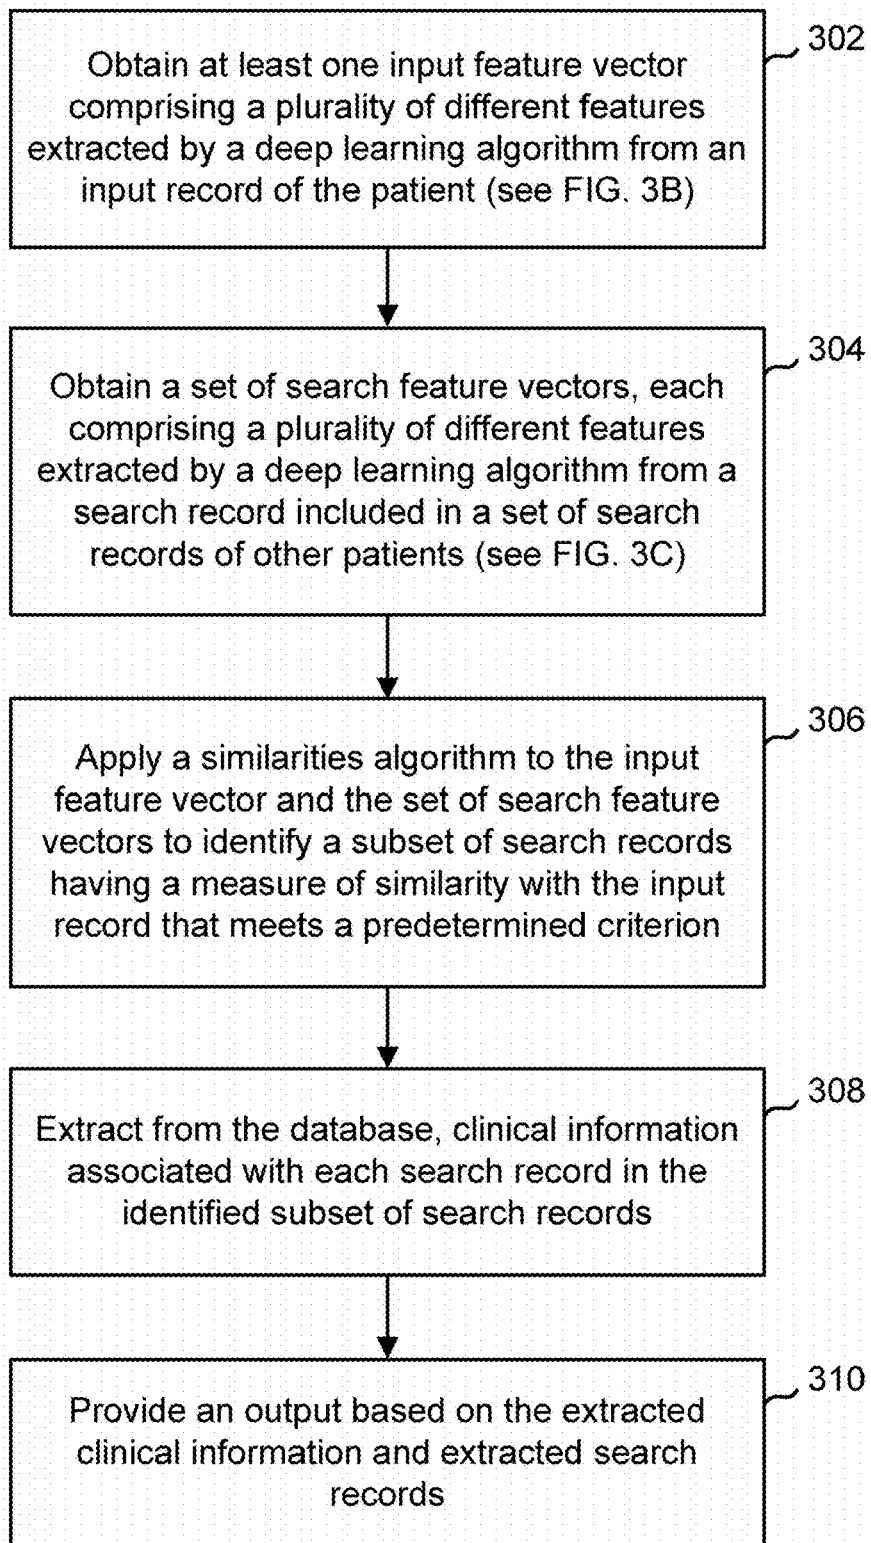 302
Obtain at least one input feature vector
comprising a plurality of different features
extracted by a deep learning algorithm from an
input record of the patient (see FIG. 3B)
304
Obtain a set of search feature vectors, each
comprising a plurality of different features
extracted by a deep learning algorithm from a
search record included in a set of search
records of other patients (see FIG. 3C)
306
Apply a similarities algorithm to the input
feature vector and the set of search feature
vectors to identify a subset of search records
having a measure of similarity with the input
record that meets a predetermined criterion
308
Extract from the database, clinical information
associated with each search record in the
identified subset of search records
310
Provide an output based on the extracted
clinical information and extracted search
records